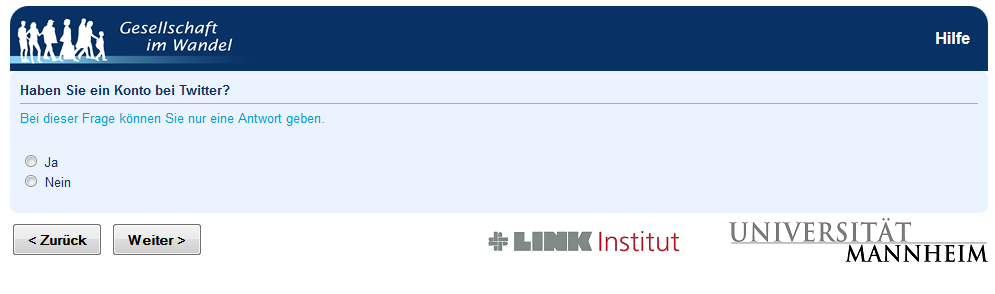 Gesellschaft
im Wandel
Hilfe
Haben Sie ein Konto bei Twitter?
Bei dieser Frage können Sie nur eine Antwort geben.
Ja
Nein
< Zurück Weiter >
LINK Institut
UNIVERSITÄT
MANNHEIM